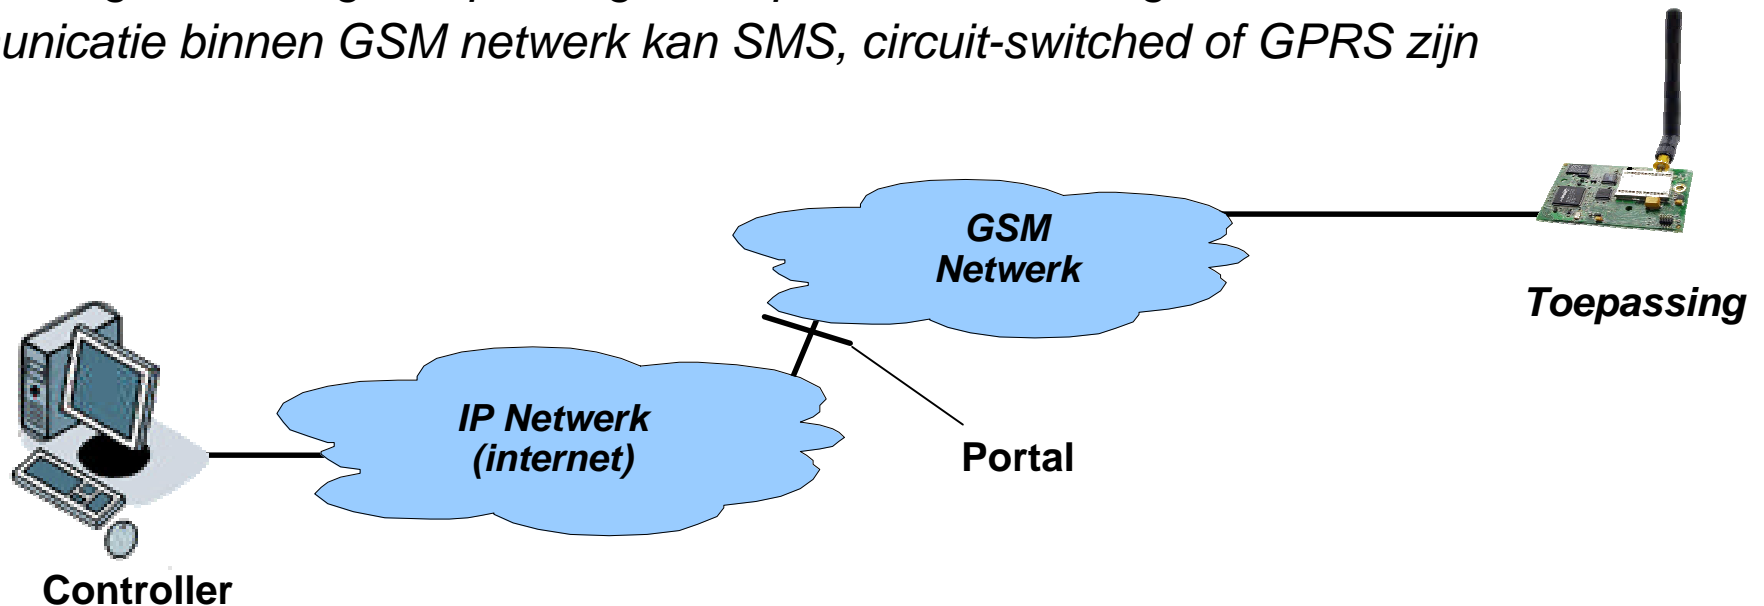 unicatie binnen GSM netwerk kan SMS, circuit-switched of GPRS zijn
GSM
Netwerk
Toepassing
IP Netwerk
(internet)
Portal
Controller